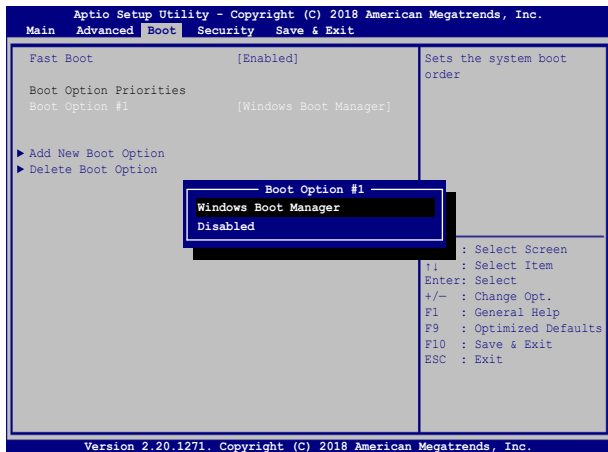 Aptio Setup Utility - Copyright (C) 2018 American Megatrends, Inc.
Main Advanced Boot Security Save & Exit
Fast Boot [Enabled]
Boot Option Priorities
Boot Option #1 [Windows Boot Manager]
▶ Add New Boot Option
▶ Delete Boot Option
Sets the system boot
order
Boot Option #1
Windows Boot Manager
Disabled
: Select Screen
↑↓ : Select Item
Enter: Select
+/— : Change Opt.
F1 : General Help
F9 : Optimized Defaults
F10 : Save & Exit
ESC : Exit
Version 2.20.1271. Copyright (C) 2018 American Megatrends, Inc.